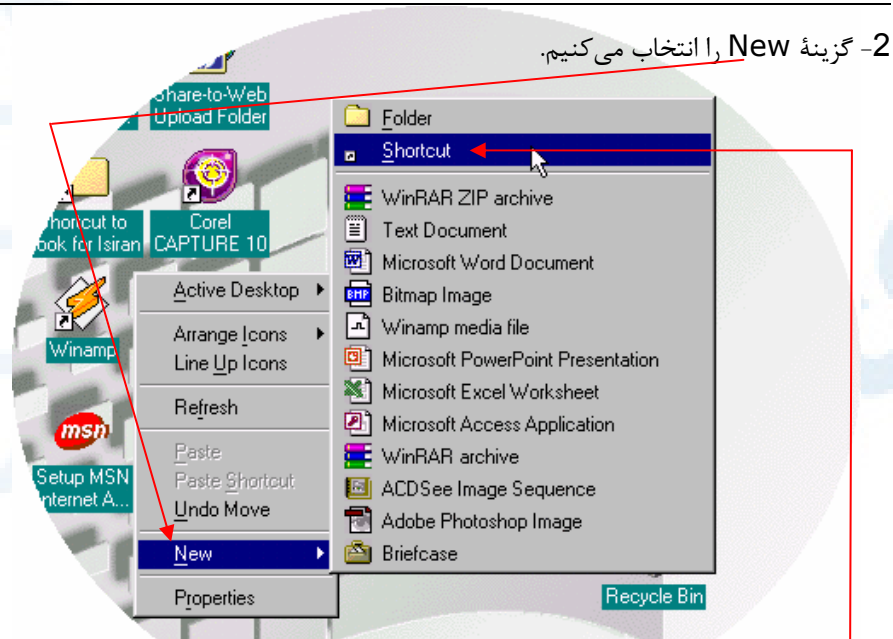 2- گزینهٔ New را انتخاب می‌کنیم.
Share-to-Web
Upload Folder
Shortcut to
Book for Isiran
Corel
CAPTURE 10
Winamp
Setup MSN
Internet A...
Active Desktop
Arrange Icons
Line Up Icons
Refresh
Paste
Paste Shortcut
Undo Move
New
Properties
Folder
Shortcut
WinRAR ZIP archive
Text Document
Microsoft Word Document
Bitmap Image
Winamp media file
Microsoft PowerPoint Presentation
Microsoft Excel Worksheet
Microsoft Access Application
WinRAR archive
ACDSee Image Sequence
Adobe Photoshop Image
Briefcase
Recycle Bin
msn
BMP